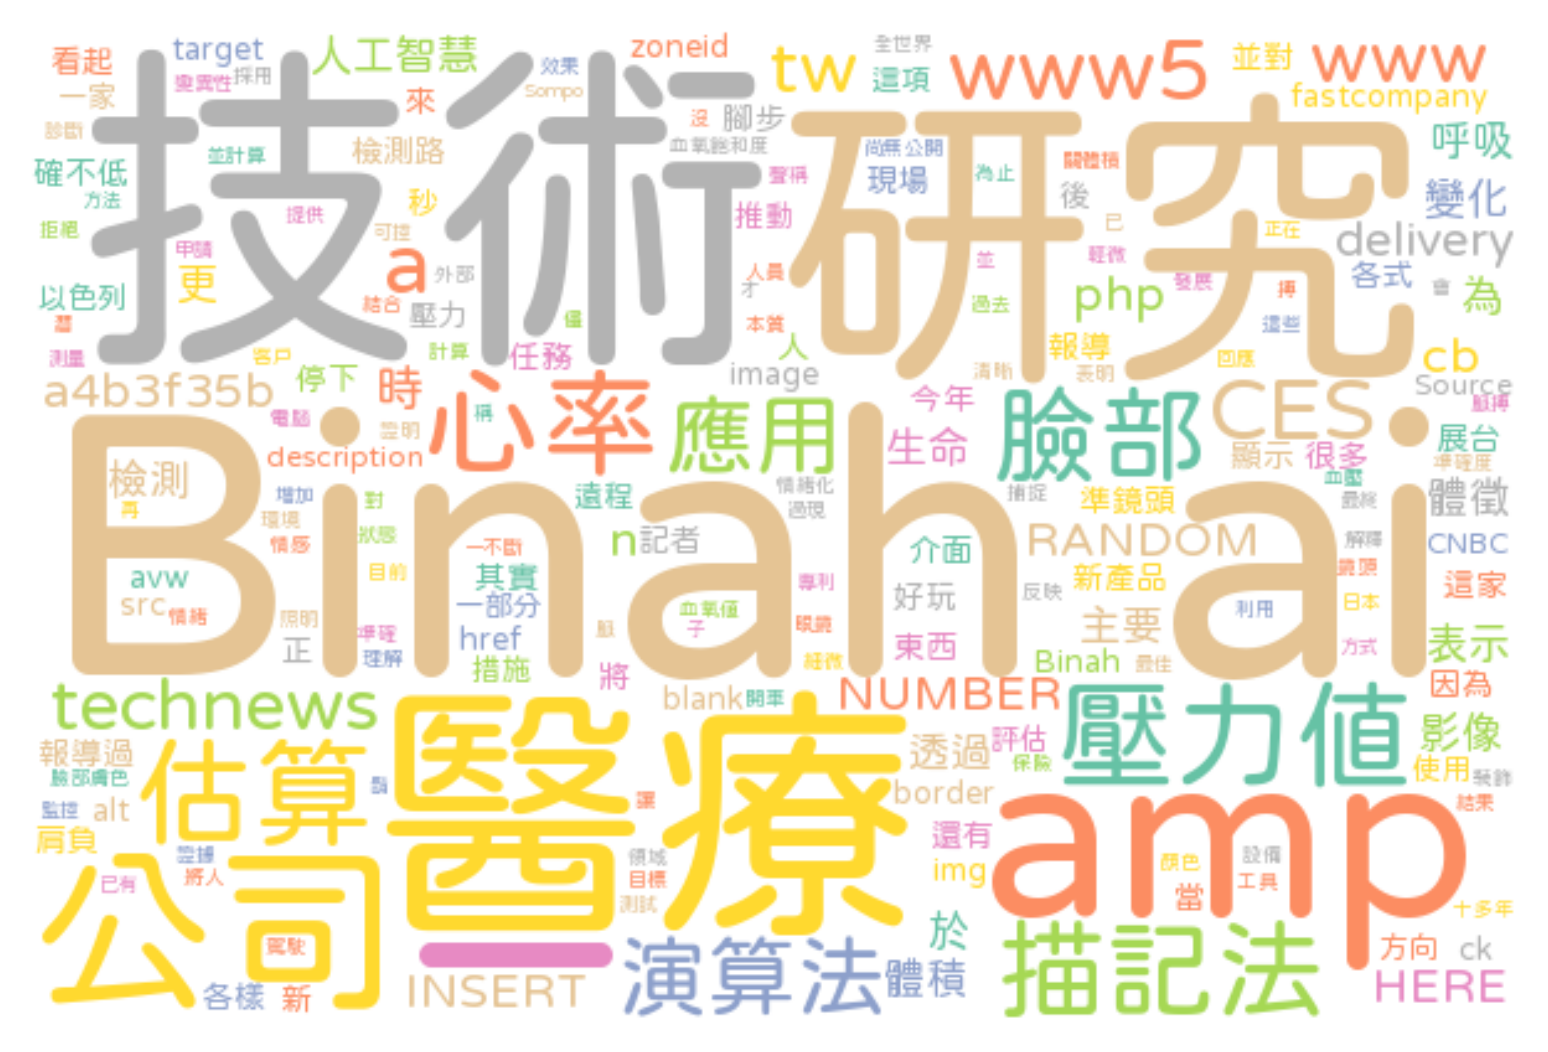 看起
target
人工智慧
效果
zoneid
tw
全世界
這項
www5
並對
www
一家
變異性
採用
Sompo
來
沒
腳步
fastcompany
診斷
技術
研究
血氧飽和度
尚無
公開
呼吸
確不低
並計算
檢測路
聲稱
現場
為止
後
變化
方法
秒
提供
推動
已
拒絕
可控
正在
delivery
甲請
a
外部
人員
並
輕微
各式
以色列
更
結合
壓力
才
過去
php
發展
搏
會
為
僅
本質
這些
測量
客戶
計算
任務
人
清晰
報導
表明
回應
cb
a4b3f35b
停下
時
image
今年
CES
Source
脈搏
電腦
稱
證明
心率
應用
生命
臉部
展台
檢測
description
顯示
很多
準確度
再
增加
對
遠程
情緒化
過現
捕捉
準鏡頭
血壓
最終
體徵
環境
Binah
ai
情感
狀態
一不斷
n
記者
介面
RANDOM
解釋
CNBC
avw
目前
其實
專利
新產品
鏡頭
這家
src
情緒
照明
一部分
血氧值
子
好玩
反映
利用
日本
正
準確
理解
href
眼鏡
主要
措施
將
細微
東西
Binah
最佳
方式
表示
technews
blank
開車
NUMBER
因為
報導過
估算
醫療
透過
評估
保險
壓力值
影像
臉部膚色
使用
裝飾
監控
alt
讓
border
amp
結果
肩負
還有
證據
領域
img
顏色
設備
已有
將人
目標
當
工具
公司
測試
十多年
駕駛
於
描記法
方向
ck
各樣
新
INSERT
演算法
體積
HERE